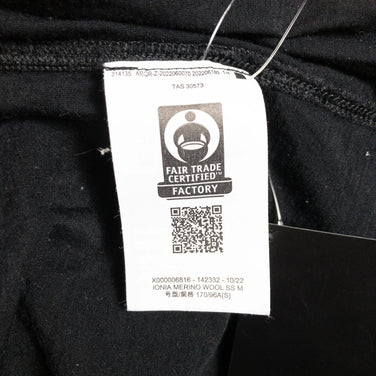 TAS 30573
FAIR TRADE
CERTIFIED™
FACTORY
X000006816 - 142332 - 10/22
IONIA MERINO WOOL SS M
号型/规格 170/96A(S)